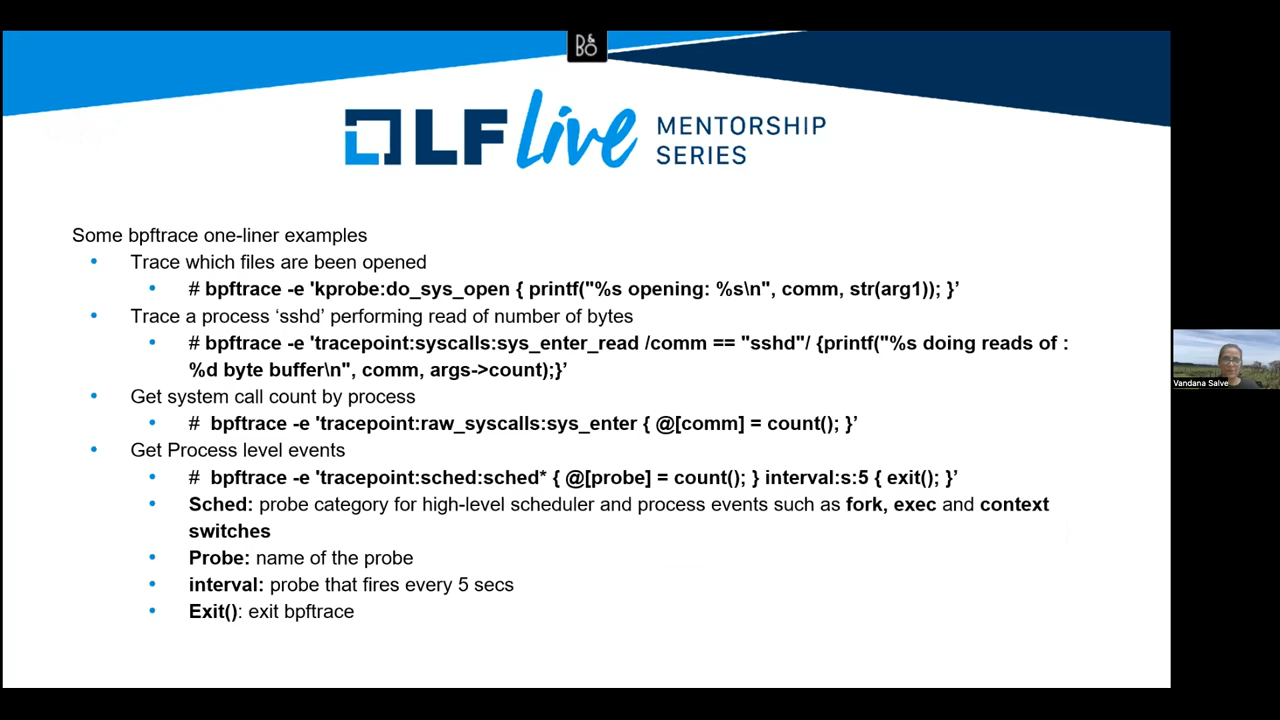 B&O
LF Live MENTORSHIP
SERIES
Some bpftrace one-liner examples
• Trace which files are been opened
• # bpftrace -e 'kprobe:do_sys_open { printf("%s opening: %s\n", comm, str(arg1)); }’
• Trace a process ‘sshd’ performing read of number of bytes
• # bpftrace -e 'tracepoint:syscalls:sys_enter_read /comm == "sshd"/ {printf("%s doing reads of :
%d byte buffer\n", comm, args->count);}’
• Get system call count by process
• # bpftrace -e 'tracepoint:raw_syscalls:sys_enter { @[comm] = count(); }’
• Get Process level events
• # bpftrace -e 'tracepoint:sched:sched* { @[probe] = count(); } interval:s:5 { exit(); }’
• Sched: probe category for high-level scheduler and process events such as fork, exec and context
switches
• Probe: name of the probe
• interval: probe that fires every 5 secs
• Exit(): exit bpftrace
Vandana Salve